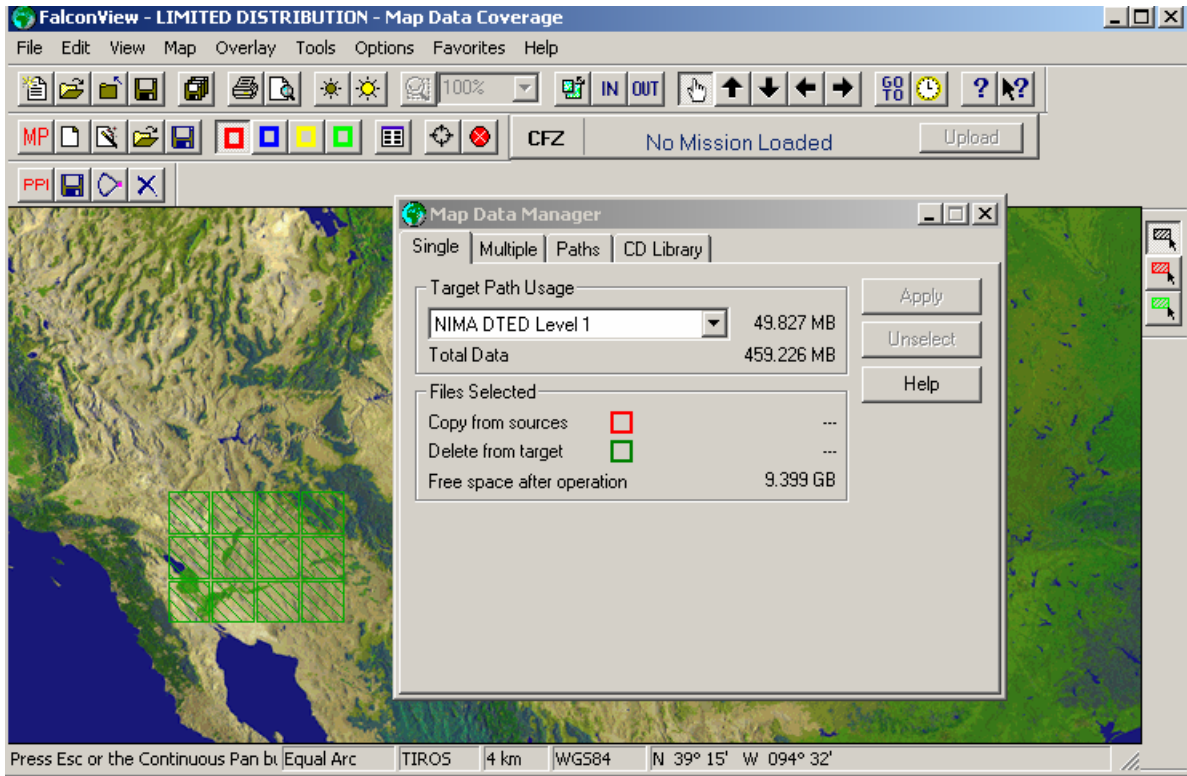 FalconView - LIMITED DISTRIBUTION - Map Data Coverage
File Edit View Map Overlay Tools Options Favorites Help
100% IN OUT GO TO ? ?
MP CFZ No Mission Loaded Upload
PPI
Map Data Manager
Single Multiple Paths CD Library
Target Path Usage
Apply
NIMA DTED Level 1 49.827 MB
Unselect
Total Data 459.226 MB
Help
Files Selected
Copy from sources ---
Delete from target ---
Free space after operation 9.399 GB
Press Esc or the Continuous Pan bu Equal Arc TIROS 4 km WGS84 N 39° 15' W 094° 32'